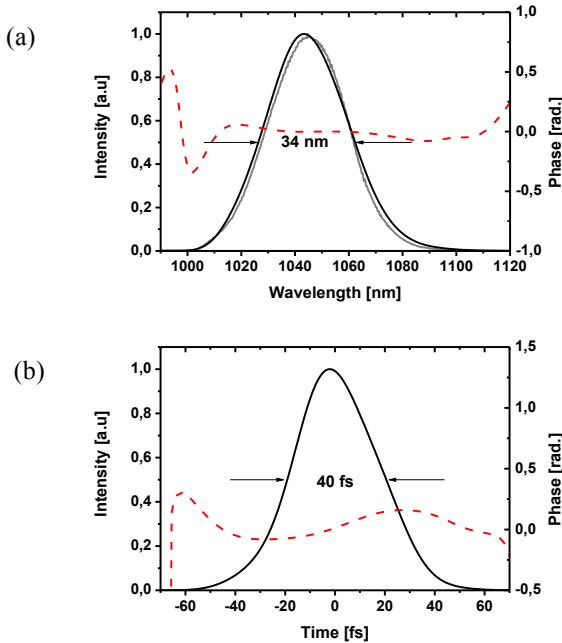 (a)
Intensity [a.u]
1,0
0,8
0,6
0,4
0,2
0,0
34 nm
1,0
0,5
0,0
-0,5
-1,0
Phase [rad.]
1000 1020 1040 1060 1080 1100 1120
Wavelength [nm]
(b)
Intensity [a.u]
1,0
0,8
0,6
0,4
0,2
0,0
40 fs
1,5
1,0
0,5
0,0
-0,5
Phase [rad.]
-60 -40 -20 0 20 40 60
Time [fs]